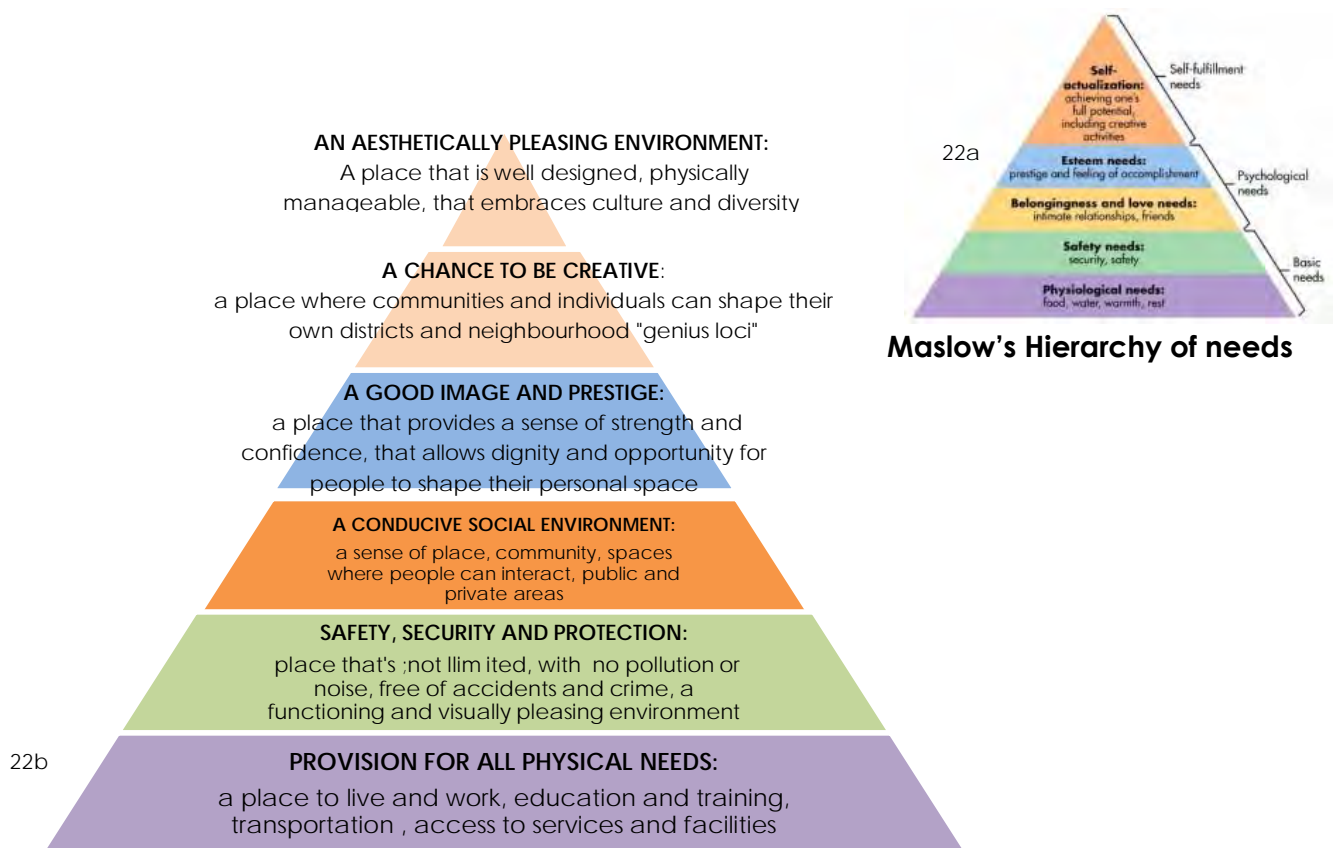 AN AESTHETICALLY PLEASING ENVIRONMENT:
A place that is well designed, physically
manageable, that embraces culture and diversity
A CHANCE TO BE CREATIVE:
a place where communities and individuals can shape their
own districts and neighbourhood "genius loci"
A GOOD IMAGE AND PRESTIGE:
a place that provides a sense of strength and
confidence, that allows dignity and opportunity for
people to shape their personal space
A CONDUCIVE SOCIAL ENVIRONMENT:
a sense of place, community, spaces
where people can interact, public and
private areas
SAFETY, SECURITY AND PROTECTION:
place that's ;not llim ited, with no pollution or
noise, free of accidents and crime, a
functioning and visually pleasing environment
22b
PROVISION FOR ALL PHYSICAL NEEDS:
a place to live and work, education and training,
transportation , access to services and facilities
22a
Self-
actualization:
achieving one's
full potential,
including creative
activities
Esteem needs:
prestige and feeling of accomplishment
Belongingness and love needs:
intimate relationships, friends
Safety needs:
security, safety
Physiological needs:
food, water, warmth, rest
Self-fulfillment
needs
Psychological
needs
Basic
needs
Maslow's Hierarchy of needs